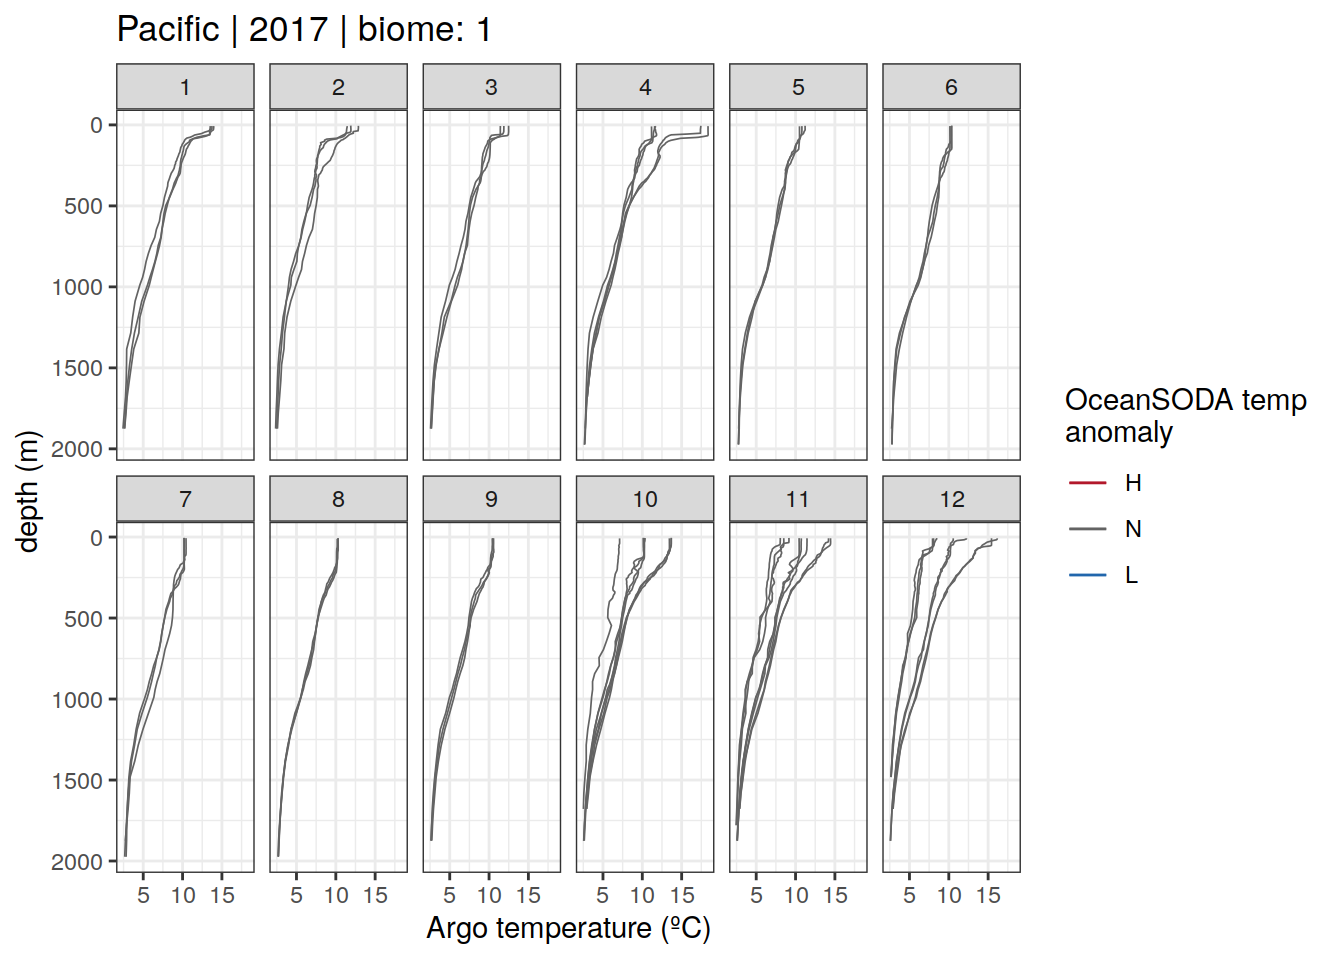 Pacific | 2017 | biome: 1
1 2 3 4 5 6
0
500
1000
1500
2000
7 8 9 10 11 12
0
500
1000
1500
2000
5 10 15 5 10 15 5 10 15 5 10 15 5 10 15 5 10 15
Argo temperature (ºC)
depth (m)
OceanSODA temp
anomaly
H
N
L